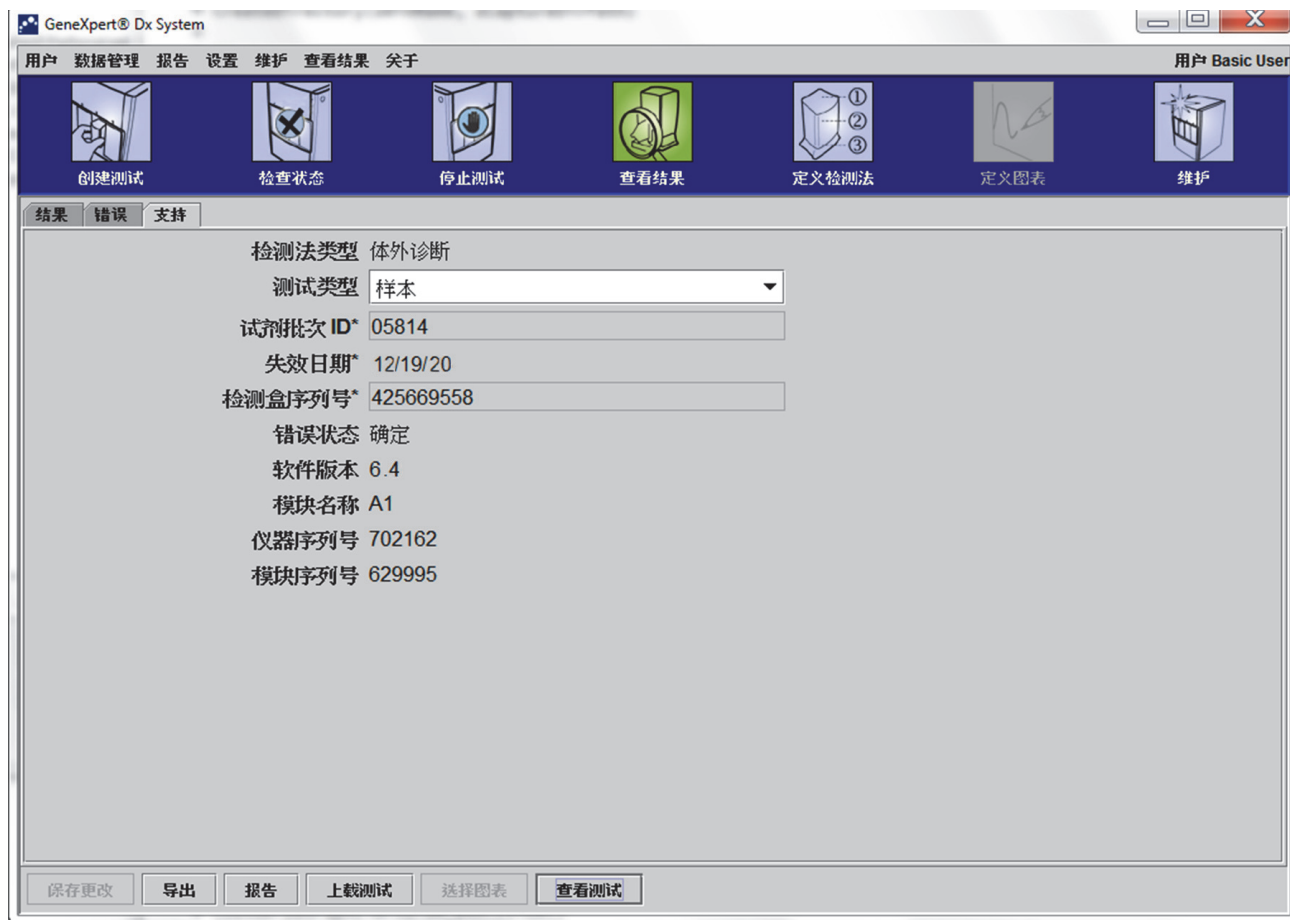 GeneXpert® Dx System
用户 数据管理 报告 设置 维护 查看结果 关于 用户 Basic User
① ② ③
创建测试 检查状态 停止测试 查看结果 定义检测法 定义图表 维护
结果 错误 支持
检测法类型 体外诊断
测试类型 样本
试剂批次 ID* 05814
失效日期* 12/19/20
检测盒序列号* 425669558
错误状态 确定
软件版本 6.4
模块名称 A1
仪器序列号 702162
模块序列号 629995
保存更改 导出 报告 上载测试 选择图表 查看测试